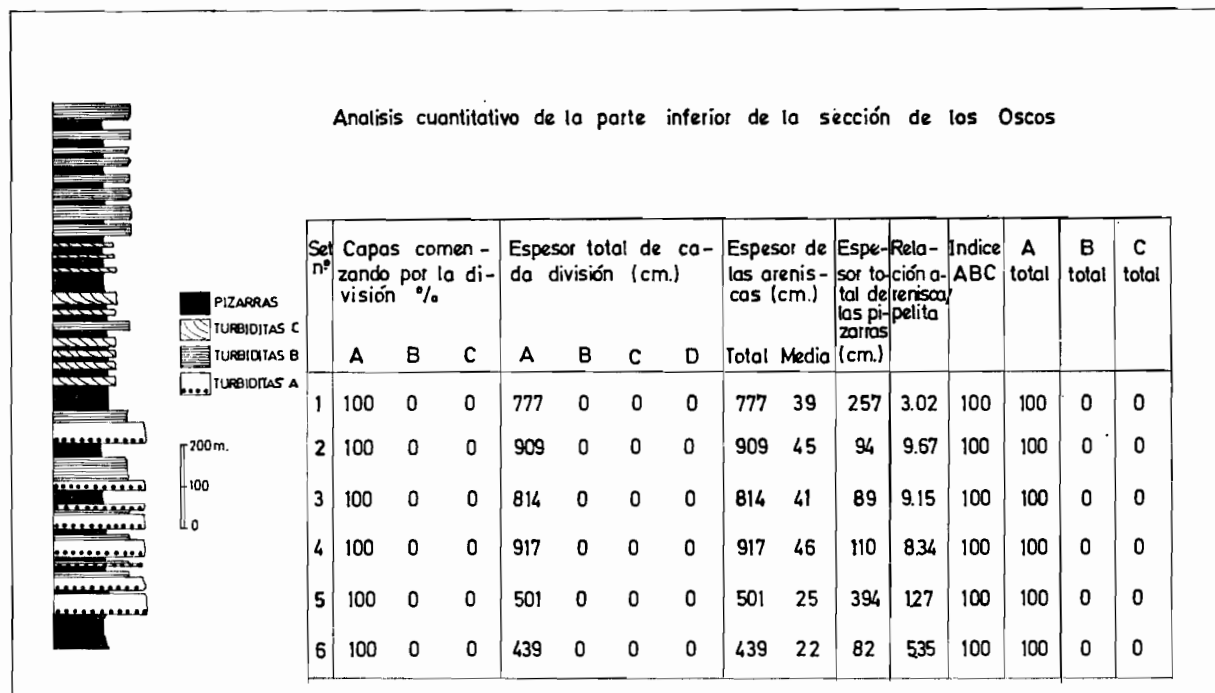 Analisis cuantitativo de la parte inferior de la sección de los Oscos
PIZARRAS
TURBIDITAS C
TURBIDITAS B
TURBIDITAS A
200 m.
100
0
Set nº Capas comen- zando por la di- visión % Espesor total de ca- da división (cm.) Espesor de las arenis- cas (cm.) Espe- sor to- tal de las pi- zarras (cm.) Rela- ción a- renisca/ pelita Indice ABC A total B total C total
A B C A B C D Total Media
1 100 0 0 777 0 0 0 777 39 257 3.02 100 100 0 0
2 100 0 0 909 0 0 0 909 45 94 9.67 100 100 0 0
3 100 0 0 814 0 0 0 814 41 89 9.15 100 100 0 0
4 100 0 0 917 0 0 0 917 46 110 8.34 100 100 0 0
5 100 0 0 501 0 0 0 501 25 394 1.27 100 100 0 0
6 100 0 0 439 0 0 0 439 22 82 5.35 100 100 0 0